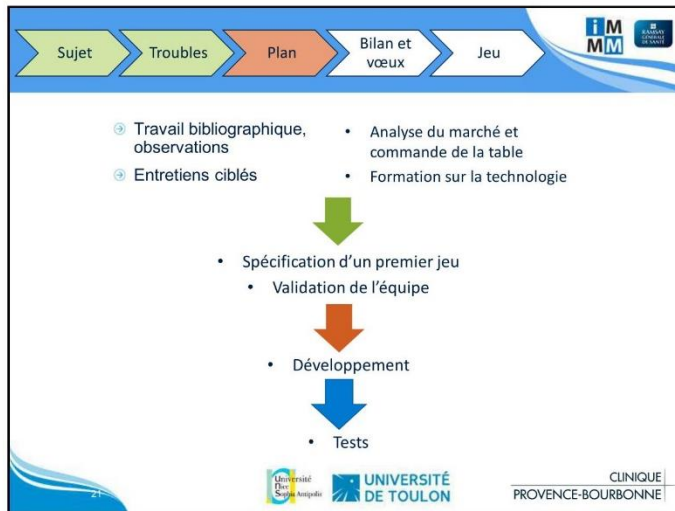 Sujet
Troubles
Plan
Bilan et
vœux
Jeu
iM
MM
RAMSAY
GÉNÉRALE
DE SANTÉ
Travail bibliographique,
observations
Entretiens ciblés
• Analyse du marché et
commande de la table
• Formation sur la technologie
• Spécification d'un premier jeu
• Validation de l'équipe
• Développement
• Tests
21
Université
Nice
Sophia Antipolis
UNIVERSITÉ
DE TOULON
CLINIQUE
PROVENCE-BOURBONNE